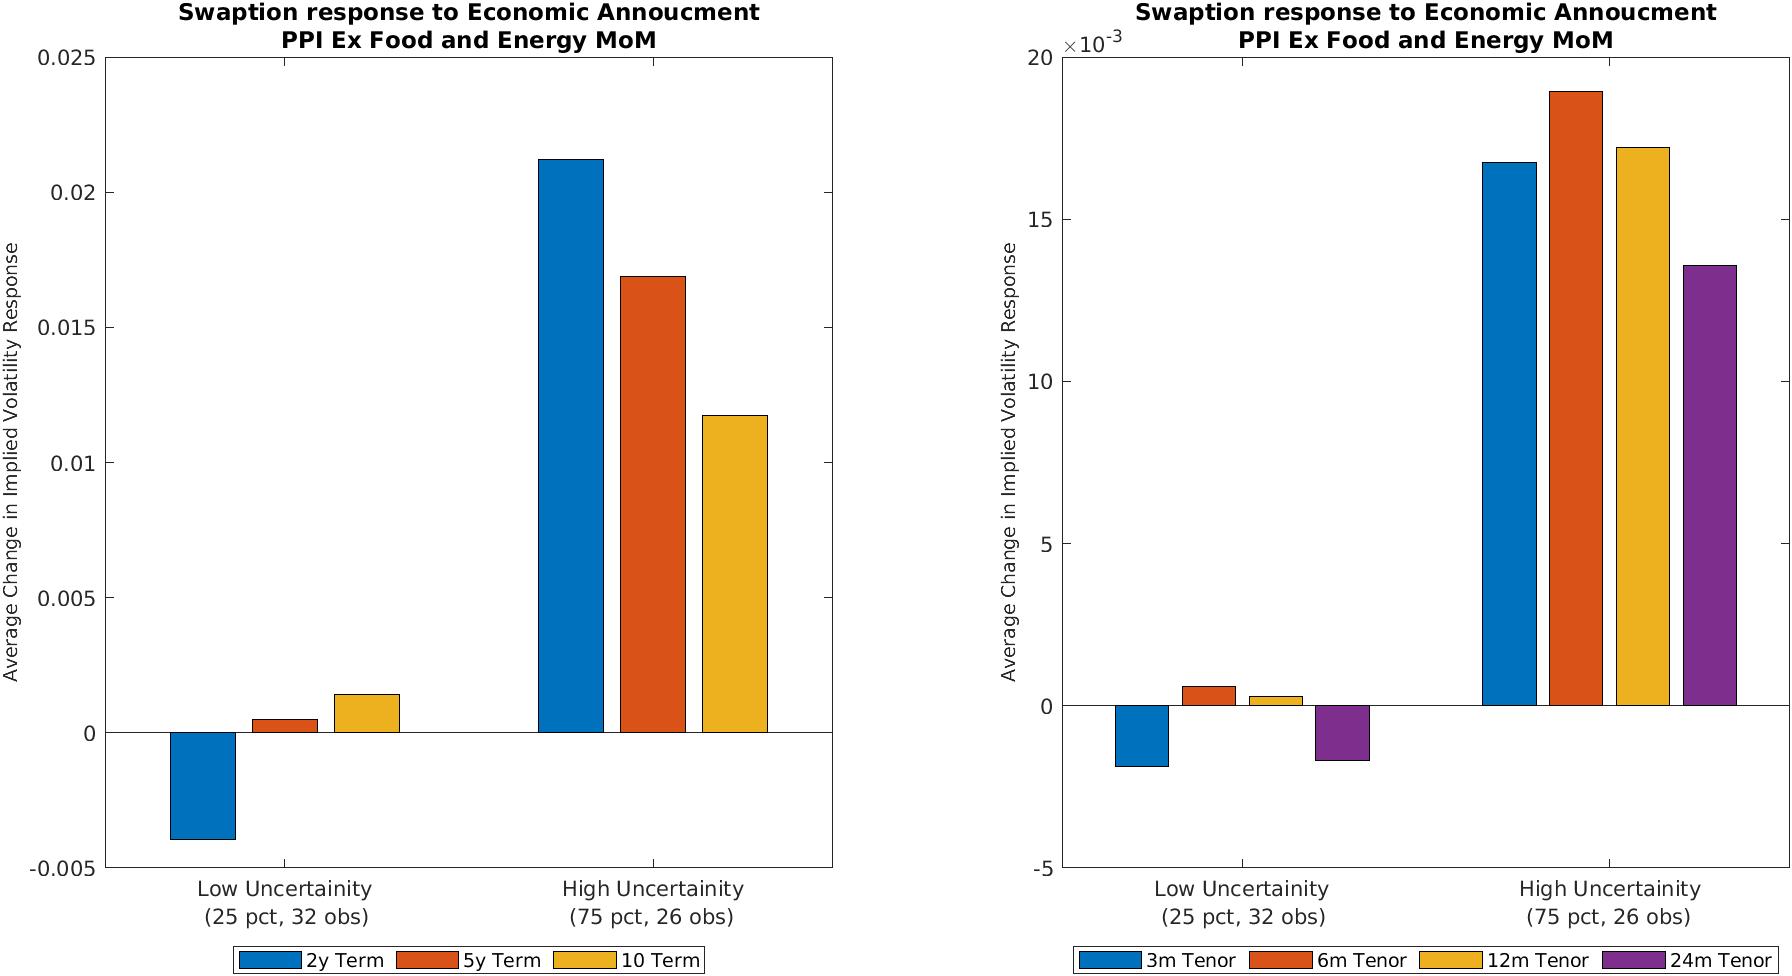 Swaption response to Economic Annoucment
PPI Ex Food and Energy MoM
Average Change in Implied Volatility Response
0.025
0.02
0.015
0.01
0.005
0
-0.005
Low Uncertainity
(25 pct, 32 obs)
High Uncertainity
(75 pct, 26 obs)
2y Term
5y Term
10 Term
Swaption response to Economic Annoucment
PPI Ex Food and Energy MoM
×10-3
Average Change in Implied Volatility Response
20
15
10
5
0
-5
Low Uncertainity
(25 pct, 32 obs)
High Uncertainity
(75 pct, 26 obs)
3m Tenor
6m Tenor
12m Tenor
24m Tenor